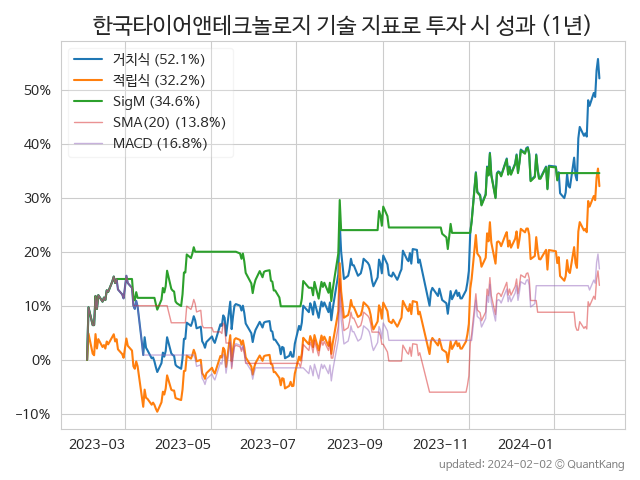 한국타이어앤테크놀로지 기술 지표로 투자 시 성과 (1년)
거치식 (52.1%)
적립식 (32.2%)
SigM (34.6%)
SMA(20) (13.8%)
MACD (16.8%)
50%
40%
30%
20%
10%
0%
−10%
2023-03 2023-05 2023-07 2023-09 2023-11 2024-01
updated: 2024-02-02 © QuantKang